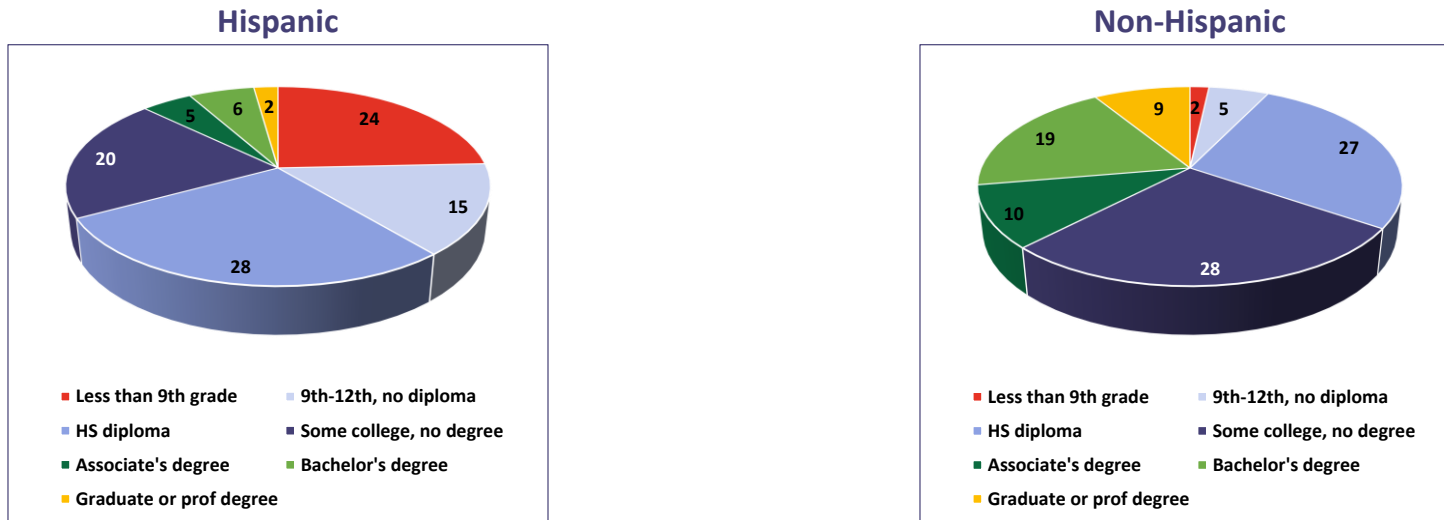 Hispanic
2
6
5
24
20
15
28
Less than 9th grade
9th-12th, no diploma
HS diploma
Some college, no degree
Associate's degree
Bachelor's degree
Graduate or prof degree
Non-Hispanic
2
5
9
19
27
10
28
Less than 9th grade
9th-12th, no diploma
HS diploma
Some college, no degree
Associate's degree
Bachelor's degree
Graduate or prof degree